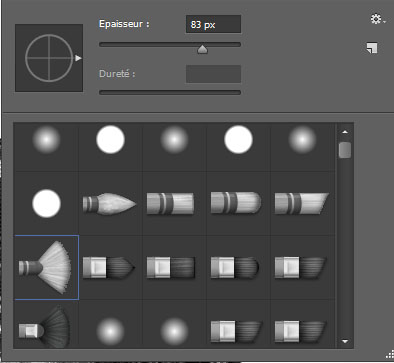 Epaisseur :
83 px
Dureté :